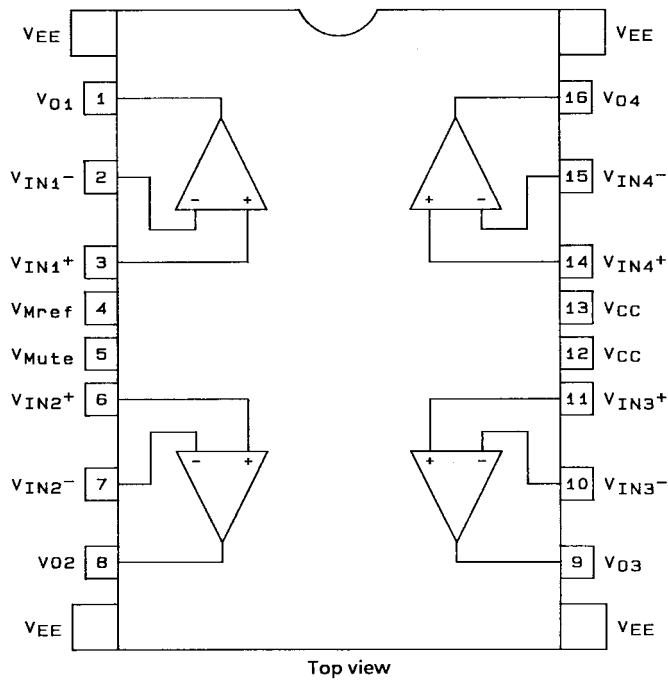 VEE VEE
VO1 1 16 VO4
VIN1- 2 15 VIN4-
- + + -
VIN1+ 3 14 VIN4+
VMref 4 13 VCC
VMute 5 12 VCC
VIN2+ 6 11 VIN3+
- + + -
VIN2- 7 10 VIN3-
VO2 8 9 VO3
VEE VEE
Top view